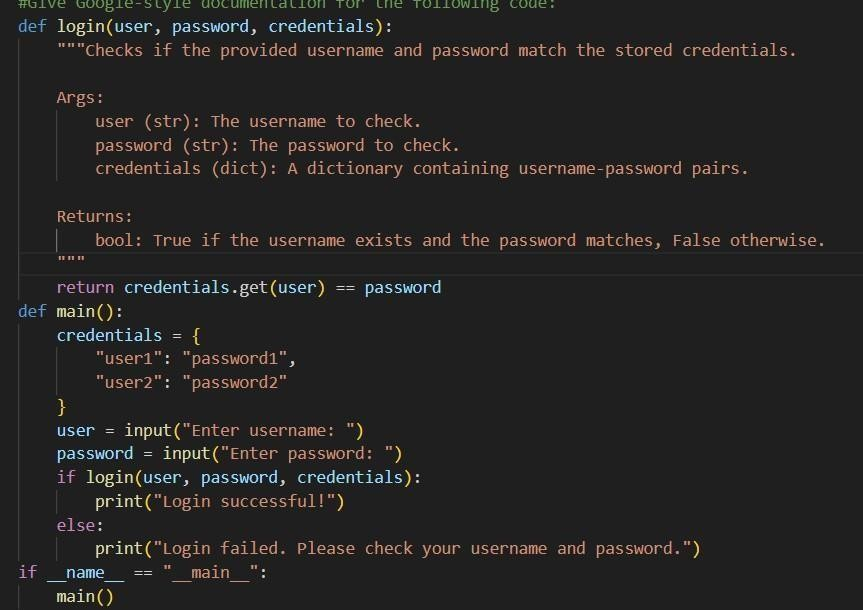 #Give Google-style documentation for the following code:
def login(user, password, credentials):
    """Checks if the provided username and password match the stored credentials.

    Args:
        user (str): The username to check.
        password (str): The password to check.
        credentials (dict): A dictionary containing username-password pairs.

    Returns:
        bool: True if the username exists and the password matches, False otherwise.
    """
    return credentials.get(user) == password
def main():
    credentials = {
        "user1": "password1",
        "user2": "password2"
    }
    user = input("Enter username: ")
    password = input("Enter password: ")
    if login(user, password, credentials):
        print("Login successful!")
    else:
        print("Login failed. Please check your username and password.")
if __name__ == "__main__":
    main()